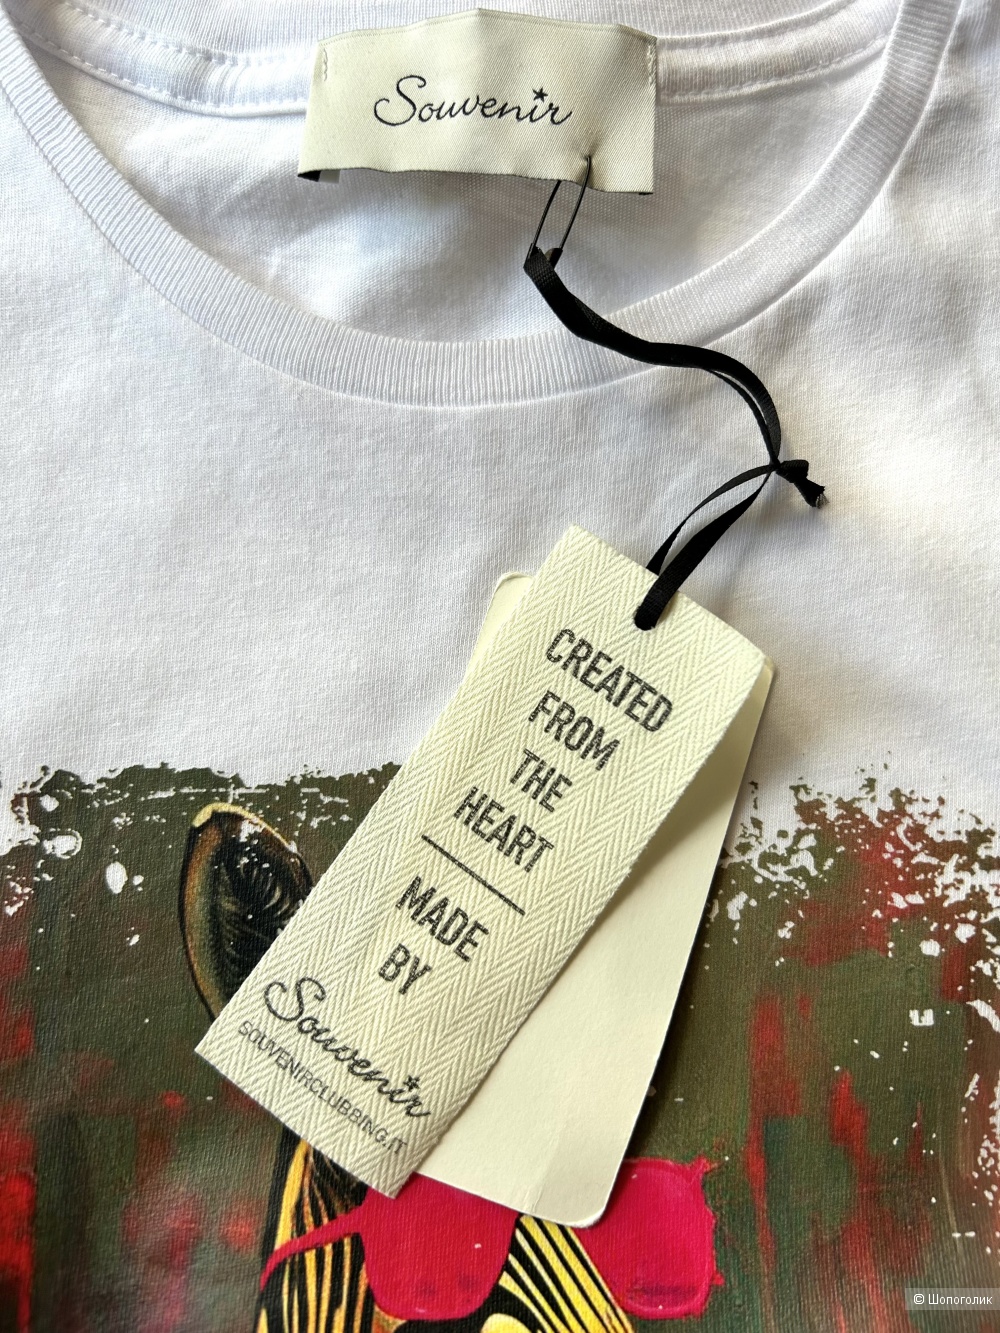 Souvenir
CREATED
FROM
THE
HEART
MADE
BY
Souvenir
SOUVENIRCLUBBING.IT
© Шопоголик